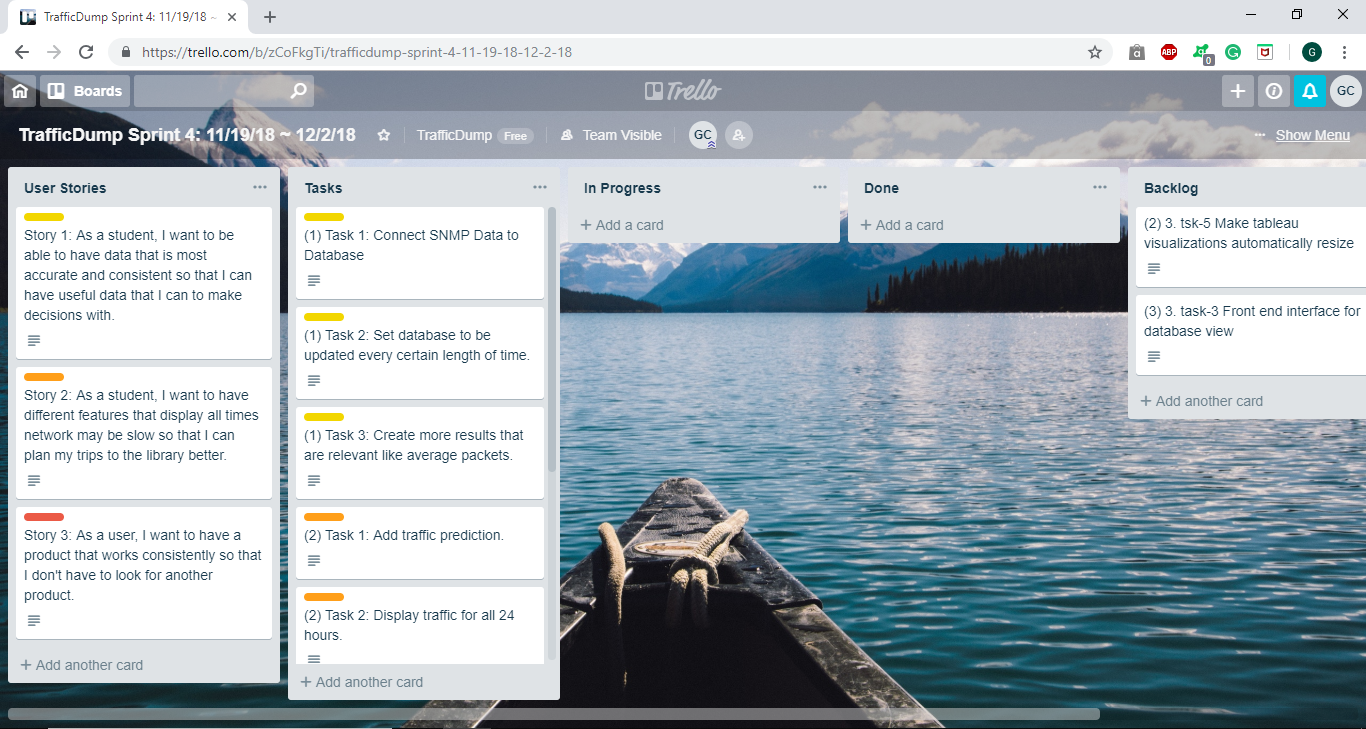 TrafficDump Sprint 4: 11/19/18 ~
https://trello.com/b/zCoFkgTi/trafficdump-sprint-4-11-19-18-12-2-18
ABP
0
G
Boards
Trello
GC
TrafficDump Sprint 4: 11/19/18 ~ 12/2/18
TrafficDump Free
Team Visible
GC
Show Menu
User Stories
Story 1: As a student, I want to be
able to have data that is most
accurate and consistent so that I can
have useful data that I can to make
decisions with.
Story 2: As a student, I want to have
different features that display all times
network may be slow so that I can
plan my trips to the library better.
Story 3: As a user, I want to have a
product that works consistently so that
I don't have to look for another
product.
+ Add another card
Tasks
(1) Task 1: Connect SNMP Data to
Database
(1) Task 2: Set database to be
updated every certain length of time.
(1) Task 3: Create more results that
are relevant like average packets.
(2) Task 1: Add traffic prediction.
(2) Task 2: Display traffic for all 24
hours.
+ Add another card
In Progress
+ Add a card
Done
+ Add a card
Backlog
(2) 3. tsk-5 Make tableau
visualizations automatically resize
(3) 3. task-3 Front end interface for
database view
+ Add another card